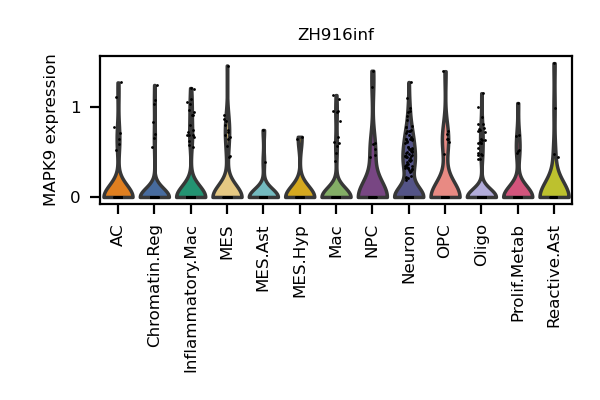 ZH916inf
MAPK9 expression
1
0
AC
Chromatin.Reg
Inflammatory.Mac
MES
MES.Ast
MES.Hyp
Mac
NPC
Neuron
OPC
Oligo
Prolif.Metab
Reactive.Ast